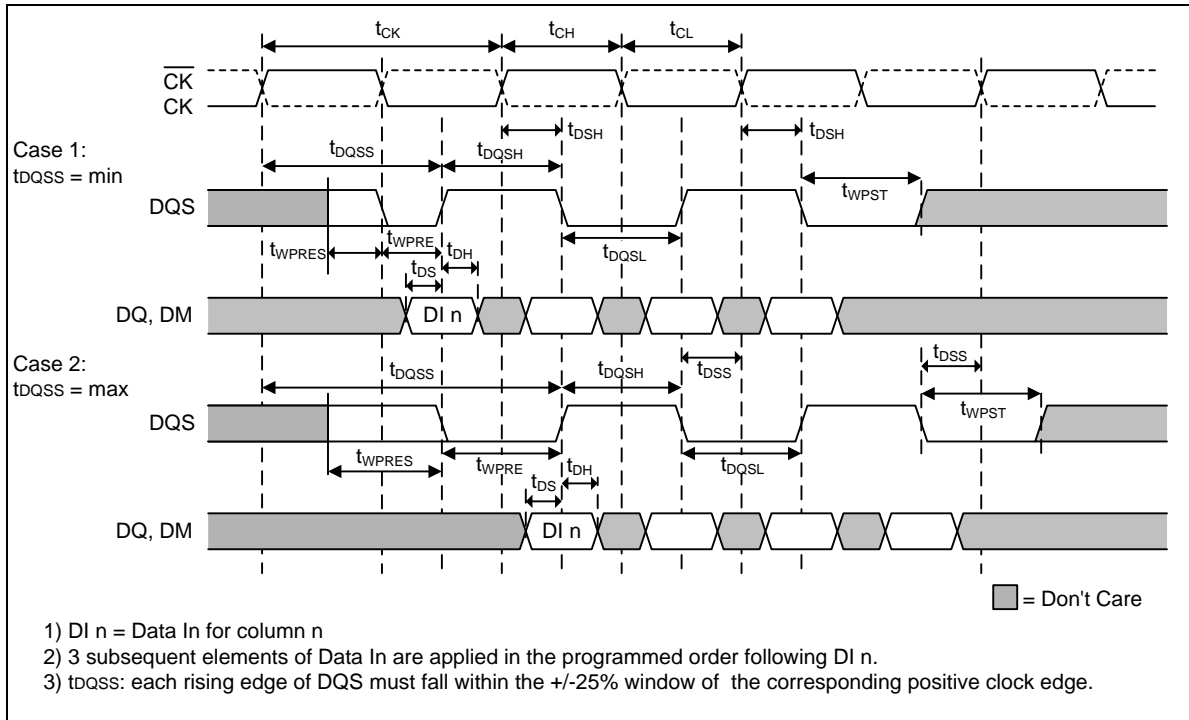 tCK
tCH
tCL
CK
CK
tDSH
tDSH
Case 1:
tDQSS = min
tDQSS
tDQSH
DQS
tWPST
tWPRES
tWPRE
tDH
tDQSL
tDS
DQ, DM
DI n
Case 2:
tDQSS = max
tDQSS
tDQSH
tDSS
tDSS
DQS
tWPST
tWPRES
tWPRE
tDH
tDQSL
tDS
DQ, DM
DI n
= Don't Care
1) DI n = Data In for column n
2) 3 subsequent elements of Data In are applied in the programmed order following DI n.
3) tDQSS: each rising edge of DQS must fall within the +/-25% window of the corresponding positive clock edge.